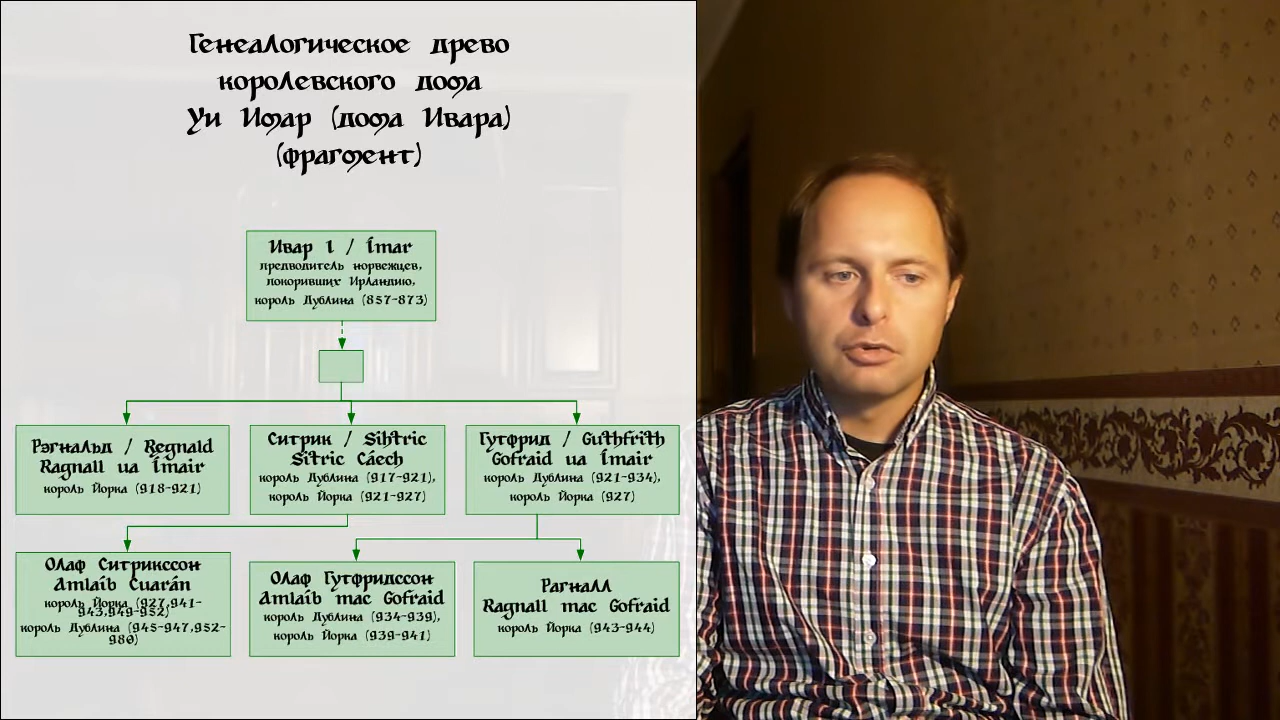 Генеалогическое древо
королевского дома
Уи Имар (дома Ивара)
(фрагмент)
Ивар I / Ímar
предводитель норвежцев,
покоривших Ирландию,
король Дублина (857-873)
Рэгнальд / Regnald
Ragnall ua Ímair
король Йорка (918-921)
Ситрик / Sihtric
Sitric Cáech
король Дублина (917-921),
король Йорка (921-927)
Гутфрид / Guthfrith
Gofraid ua Ímair
король Дублина (921-934),
король Йорка (927)
Олаф Ситрикссон
Amlaíb Cuarán
король Йорка (927,941-
943,949-952)
король Дублина (945-947,952-
980)
Олаф Гутфридссон
Amlaíb mac Gofraid
король Дублина (934-939),
король Йорка (939-941)
Рагналл
Ragnall mac Gofraid
король Йорка (943-944)